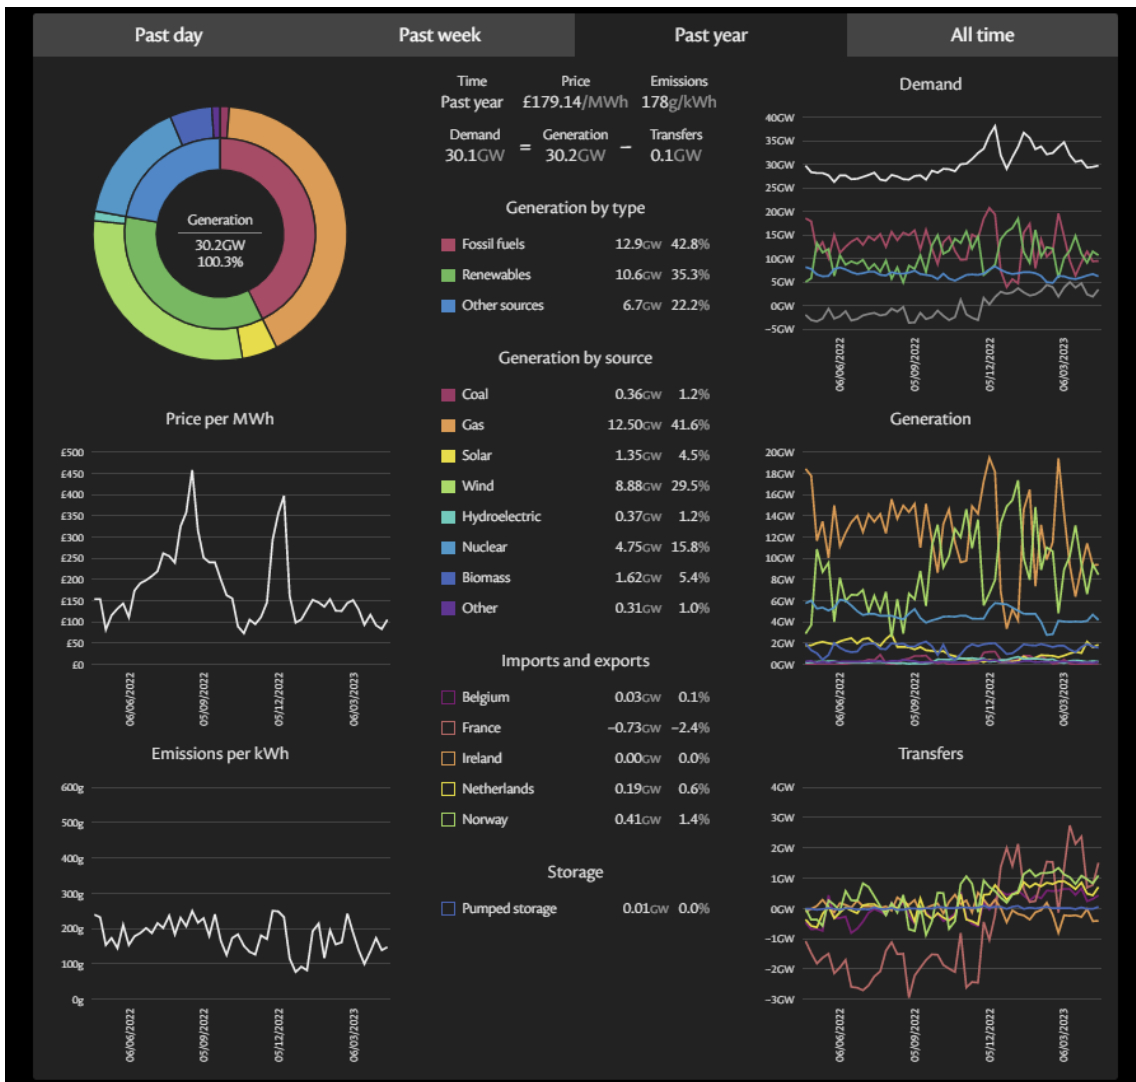 Past day
Past week
Past year
All time
Time Price Emissions
Past year £179.14/MWh 178g/kWh
Demand Generation Transfers
30.1GW = 30.2GW − 0.1GW
Generation
30.2GW
100.3%
Generation by type
Fossil fuels 12.9GW 42.8%
Renewables 10.6GW 35.3%
Other sources 6.7GW 22.2%
Generation by source
Coal 0.36GW 1.2%
Gas 12.50GW 41.6%
Solar 1.35GW 4.5%
Wind 8.88GW 29.5%
Hydroelectric 0.37GW 1.2%
Nuclear 4.75GW 15.8%
Biomass 1.62GW 5.4%
Other 0.31GW 1.0%
Imports and exports
Belgium 0.03GW 0.1%
France −0.73GW −2.4%
Ireland 0.00GW 0.0%
Netherlands 0.19GW 0.6%
Norway 0.41GW 1.4%
Storage
Pumped storage 0.01GW 0.0%
Price per MWh
£500
£450
£400
£350
£300
£250
£200
£150
£100
£50
£0
06/06/2022
05/09/2022
05/12/2022
06/03/2023
Emissions per kWh
600g
500g
400g
300g
200g
100g
0g
06/06/2022
05/09/2022
05/12/2022
06/03/2023
Demand
40GW
35GW
30GW
25GW
20GW
15GW
10GW
5GW
0GW
−5GW
06/06/2022
05/09/2022
05/12/2022
06/03/2023
Generation
20GW
18GW
16GW
14GW
12GW
10GW
8GW
6GW
4GW
2GW
0GW
06/06/2022
05/09/2022
05/12/2022
06/03/2023
Transfers
4GW
3GW
2GW
1GW
0GW
−1GW
−2GW
−3GW
06/06/2022
05/09/2022
05/12/2022
06/03/2023